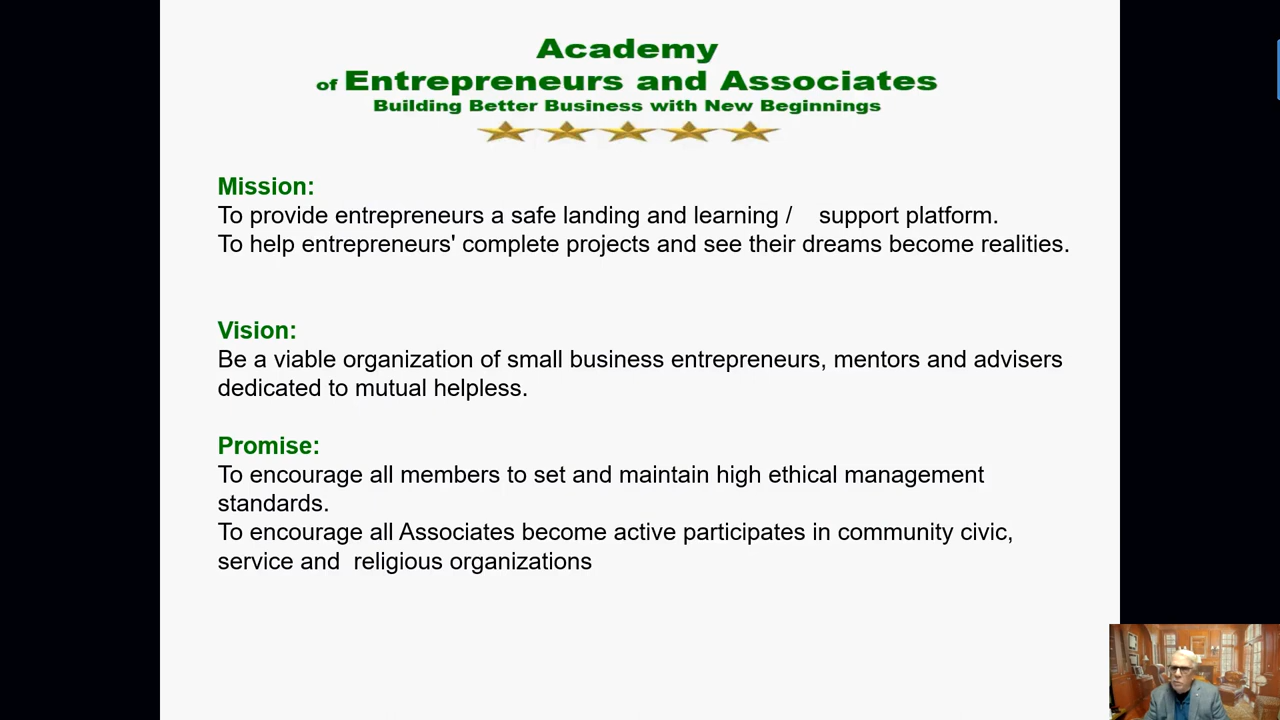 Academy
of Entrepreneurs and Associates
Building Better Business with New Beginnings
Mission:
To provide entrepreneurs a safe landing and learning /    support platform.
To help entrepreneurs' complete projects and see their dreams become realities.
Vision:
Be a viable organization of small business entrepreneurs, mentors and advisers
dedicated to mutual helpless.
Promise:
To encourage all members to set and maintain high ethical management
standards.
To encourage all Associates become active participates in community civic,
service and  religious organizations